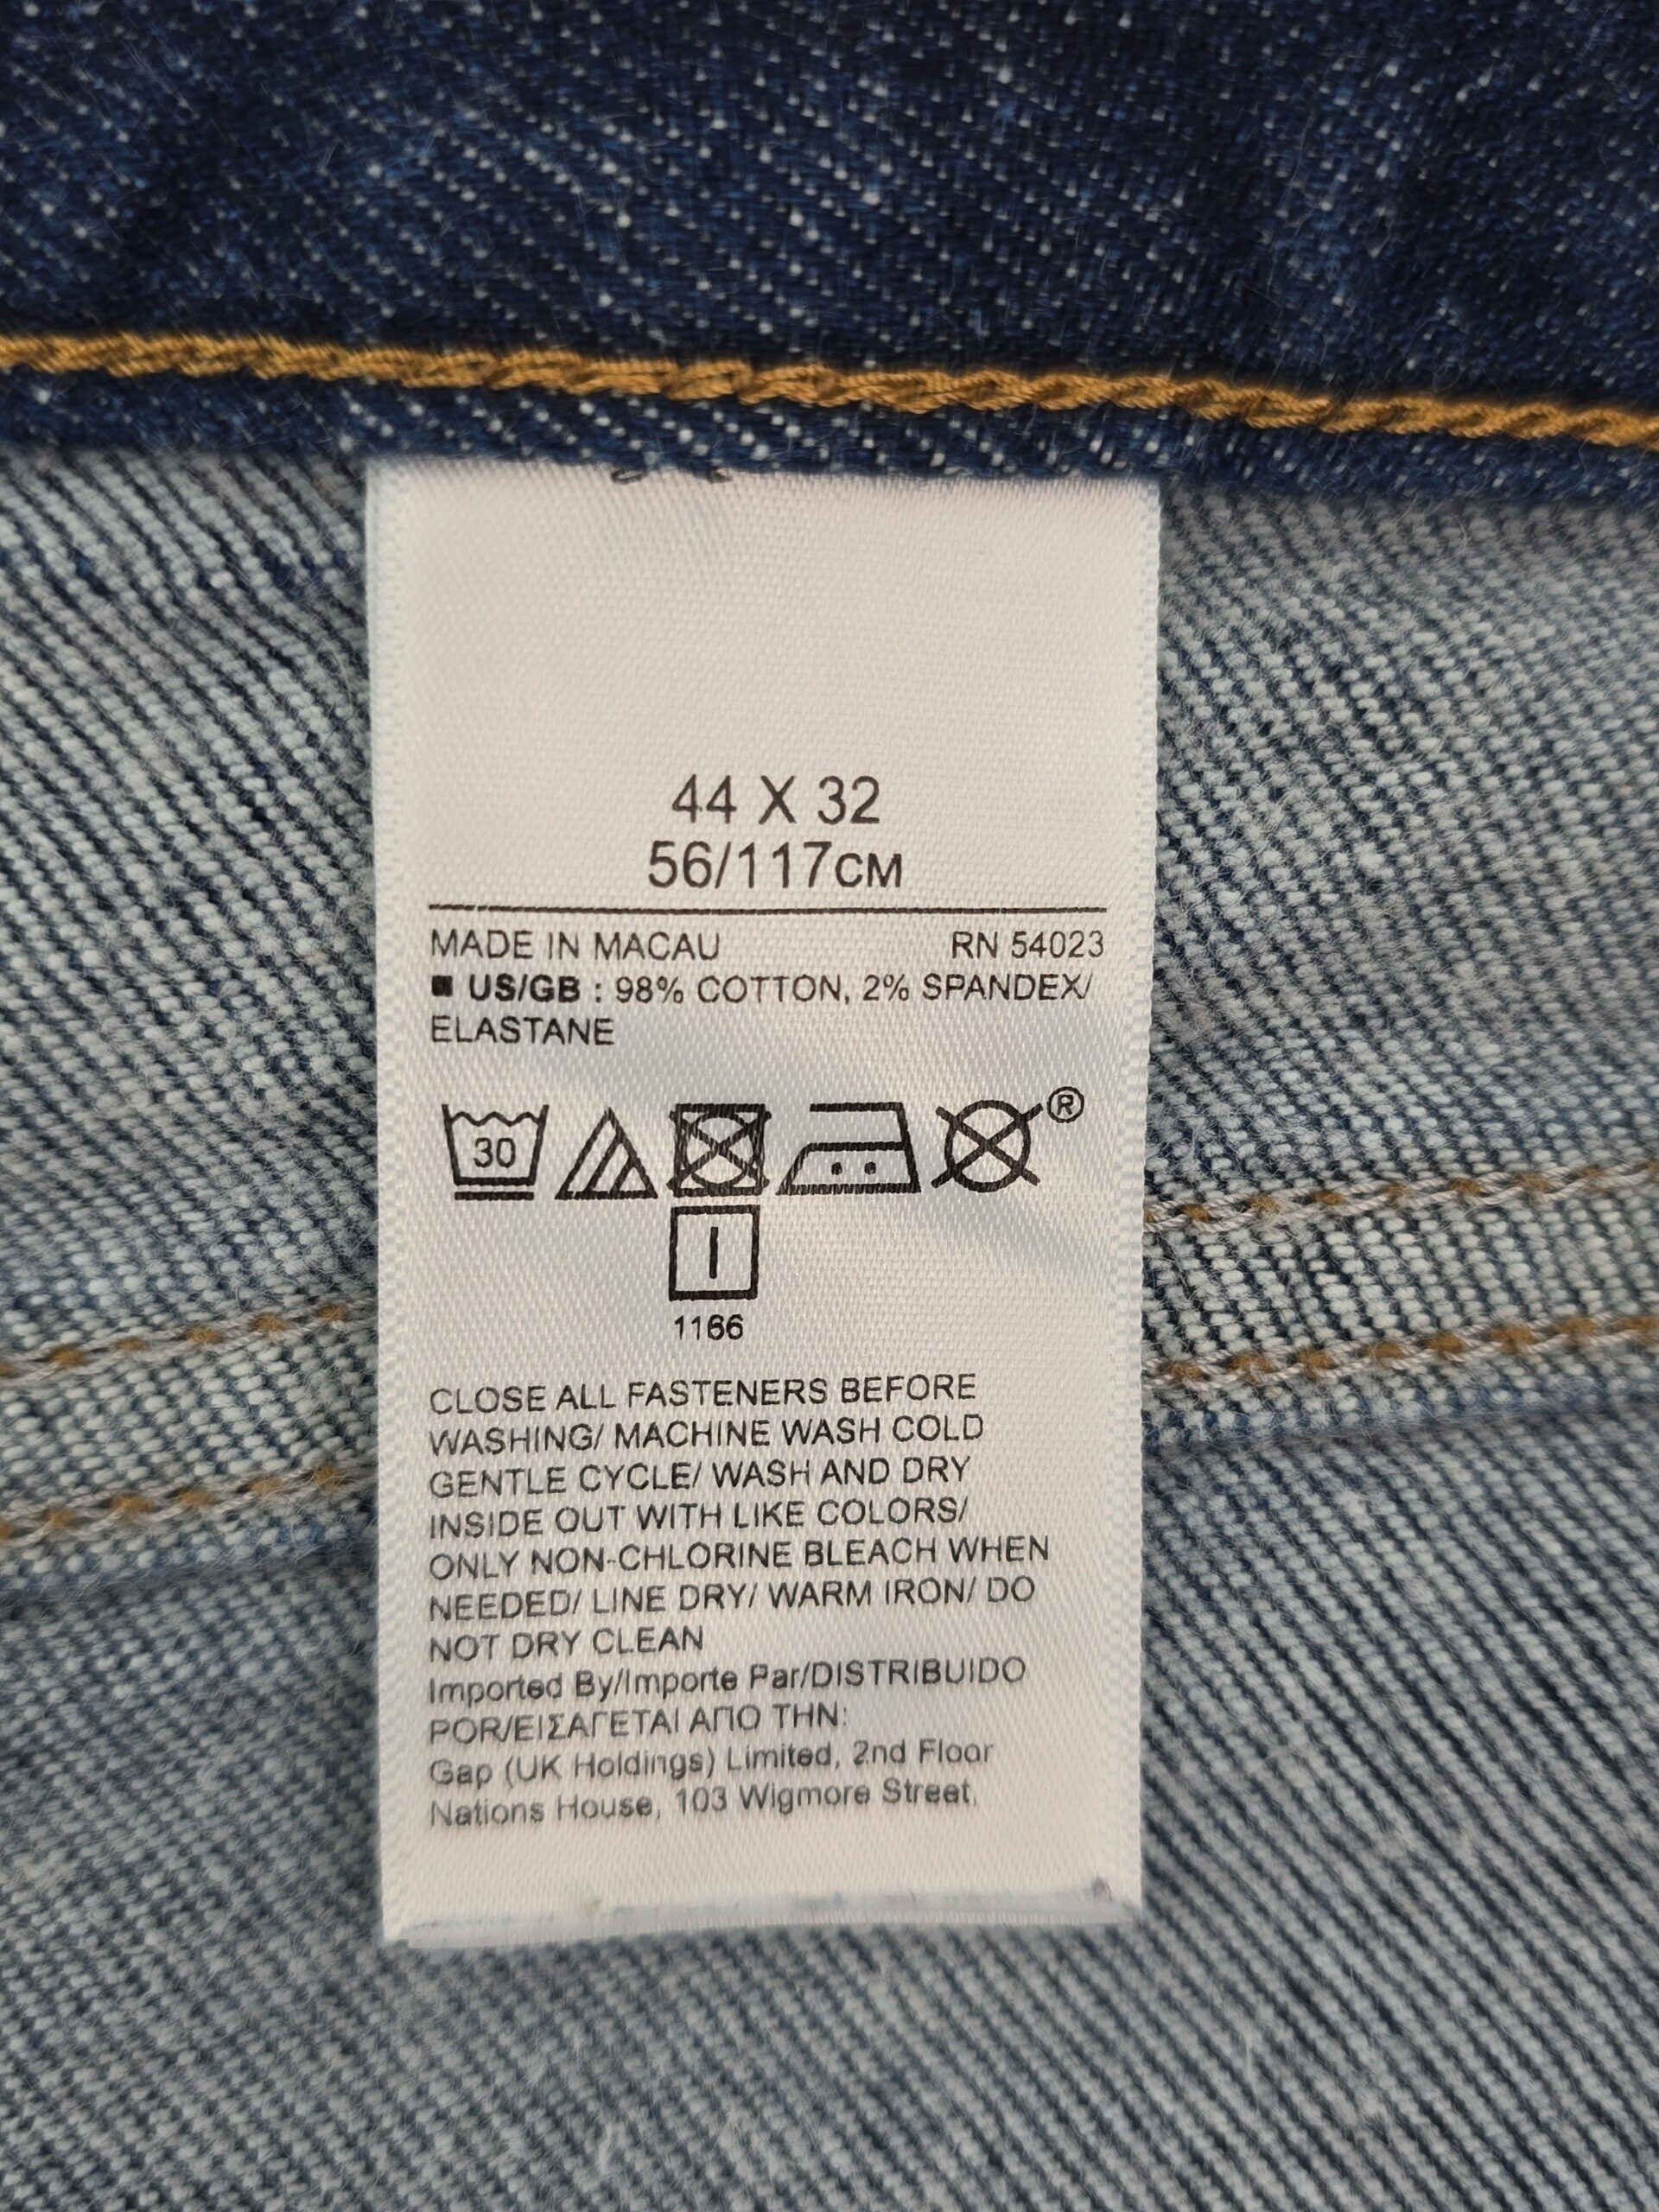 44 X 32
56/117CM
MADE IN MACAU RN 54023
■ US/GB : 98% COTTON, 2% SPANDEX/
ELASTANE
30
®
1166
CLOSE ALL FASTENERS BEFORE
WASHING/ MACHINE WASH COLD
GENTLE CYCLE/ WASH AND DRY
INSIDE OUT WITH LIKE COLORS/
ONLY NON-CHLORINE BLEACH WHEN
NEEDED/ LINE DRY/ WARM IRON/ DO
NOT DRY CLEAN
Imported By/Importe Par/DISTRIBUIDO
POR/ΕΙΣΑΓΕΤΑΙ ΑΠΟ ΤΗΝ:
Gap (UK Holdings) Limited, 2nd Floor
Nations House, 103 Wigmore Street,